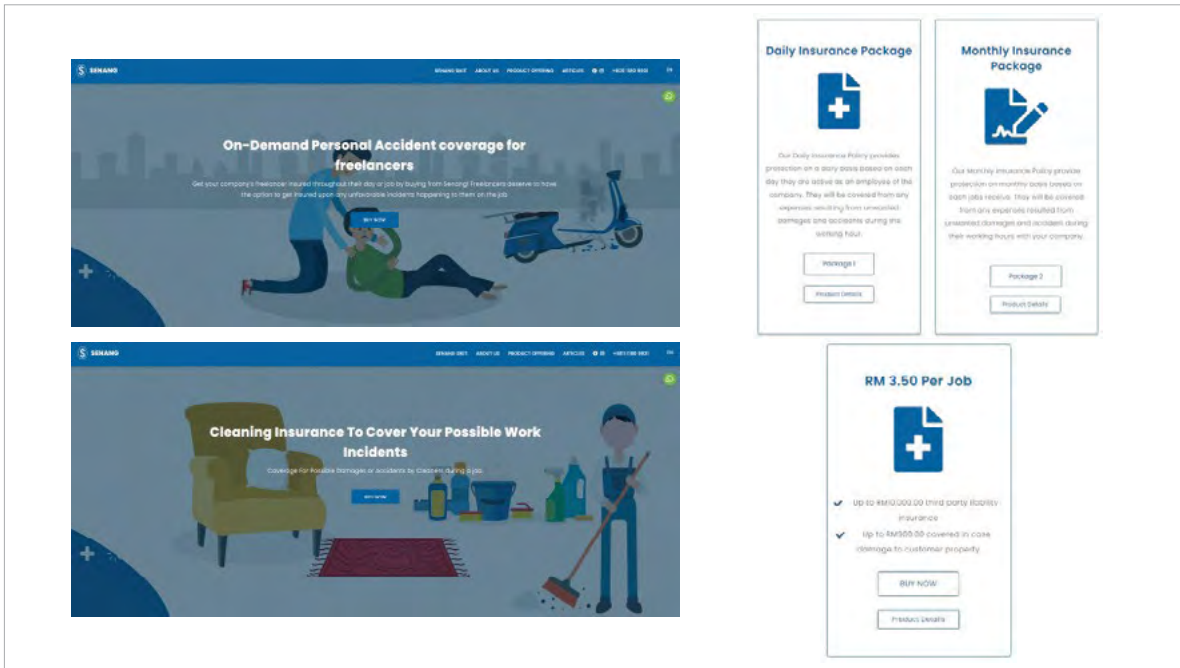 SENANG
ABOUT US
PRODUCT OFFERING
ARTICLES
On-Demand Personal Accident coverage for
freelancers
Get your company's freelancer insured throughout their day or job by buying from Senang! Freelancers deserve to have
the option to get insured upon any unfavorable incidents happening to them on the job.
BUY NOW
SENANG
ABOUT US
PRODUCT OFFERING
ARTICLES
Cleaning Insurance To Cover Your Possible Work
Incidents
Coverage For Possible Damages or Accidents by Cleaners during a job.
BUY NOW
Daily Insurance Package
Our Daily Insurance Policy provides
protection on a daily basis based on each
day they are active as an employee of the
company. They will be covered from any
expenses resulting from unwanted
damages and accidents during the
working hour.
Package 1
Product Details
Monthly Insurance
Package
Our Monthly Insurance Policy provide
protection on monthly basis based on
each jobs receive. They will be covered
from any expenses resulted from
unwanted damages and accident during
their working hours with your company.
Package 2
Product Details
RM 3.50 Per Job
Up to RM10,000.00 third party liability
insurance
Up to RM300.00 covered in case
damage to customer property
BUY NOW
Product Details